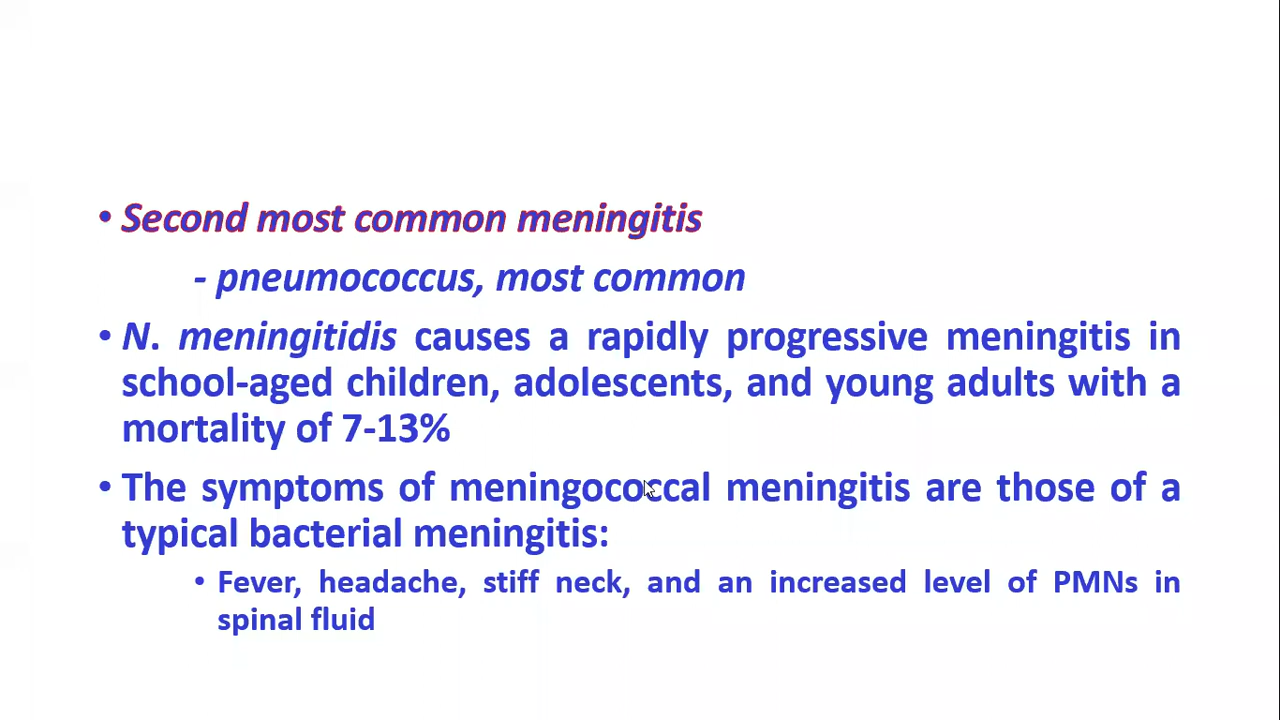 • Second most common meningitis
- pneumococcus, most common
• N. meningitidis causes a rapidly progressive meningitis in
school-aged children, adolescents, and young adults with a
mortality of 7-13%
• The symptoms of meningococcal meningitis are those of a
typical bacterial meningitis:
• Fever, headache, stiff neck, and an increased level of PMNs in
spinal fluid